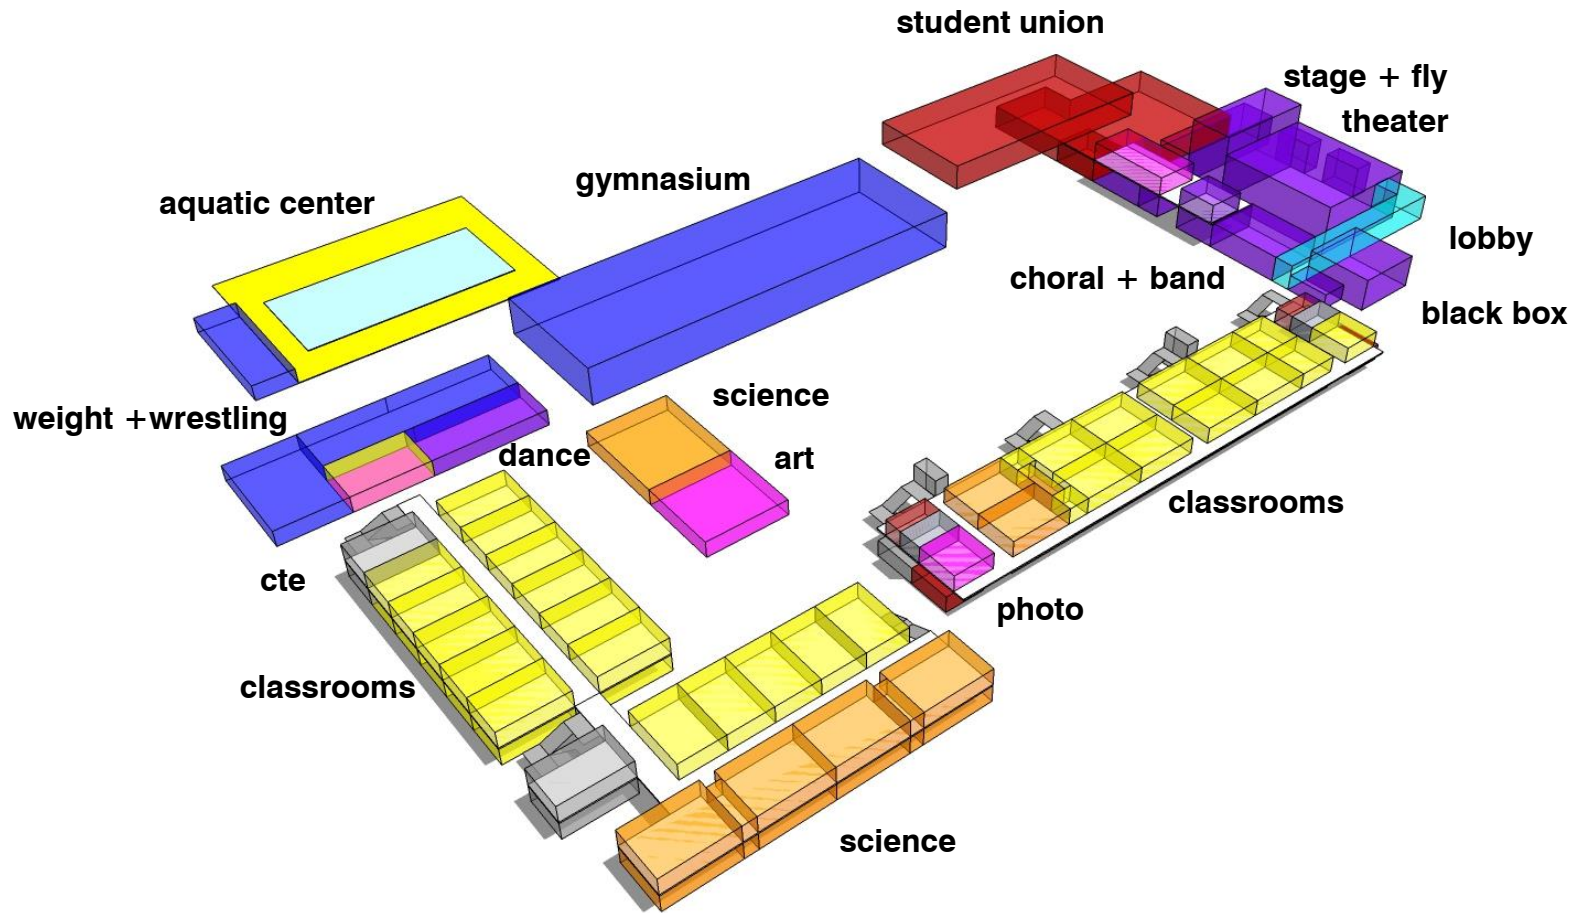 student union
stage + fly
theater
gymnasium
aquatic center
lobby
choral + band
black box
science
weight +wrestling
dance
art
classrooms
cte
photo
classrooms
science